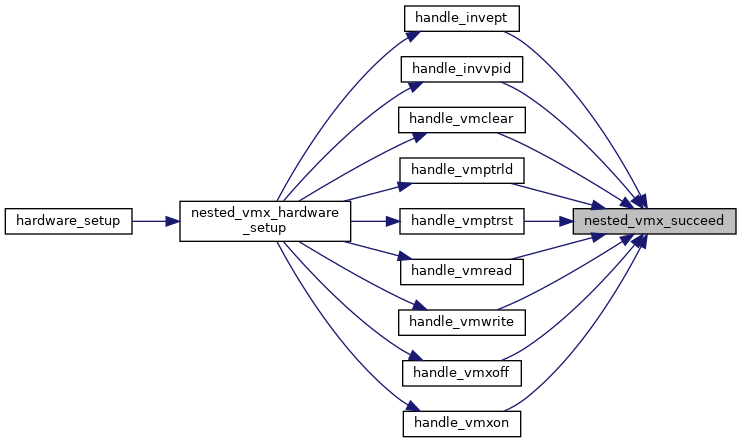 handle_invept
handle_invvpid
handle_vmclear
handle_vmptrld
hardware_setup
nested_vmx_hardware
_setup
handle_vmptrst
nested_vmx_succeed
handle_vmread
handle_vmwrite
handle_vmxoff
handle_vmxon